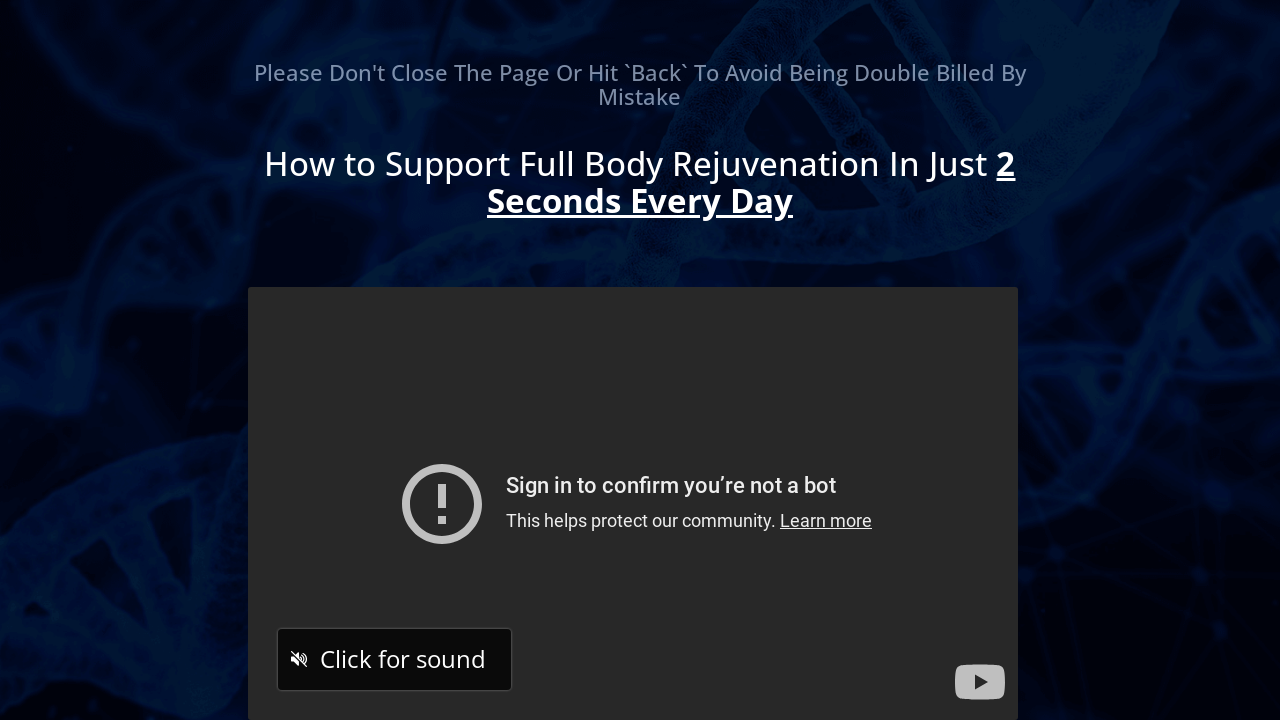 Please Don't Close The Page Or Hit `Back` To Avoid Being Double Billed By
Mistake
How to Support Full Body Rejuvenation In Just 2
Seconds Every Day
Sign in to confirm you’re not a bot
This helps protect our community. Learn more
Click for sound